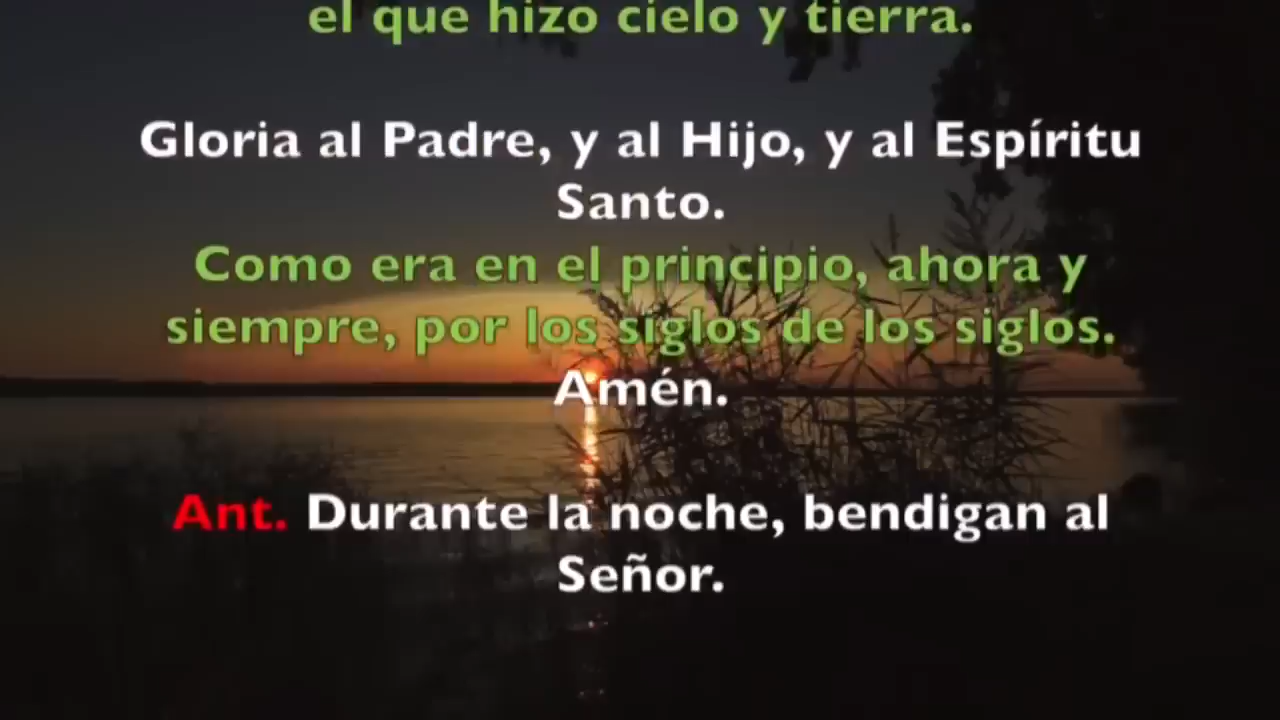 el que hizo cielo y tierra.
Gloria al Padre, y al Hijo, y al Espíritu
Santo.
Como era en el principio, ahora y
siempre, por los siglos de los siglos.
Amén.
Ant. Durante la noche, bendigan al
Señor.